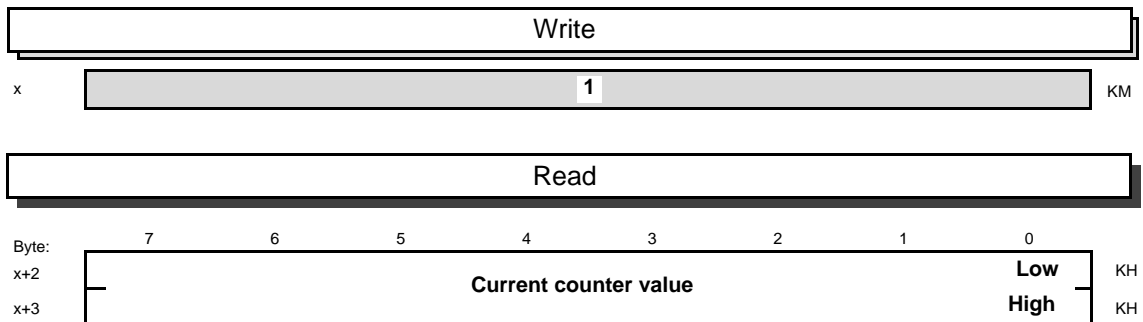 Write
x 1 KM
Read
Byte: 7 6 5 4 3 2 1 0
x+2 Current counter value Low KH
x+3 High KH